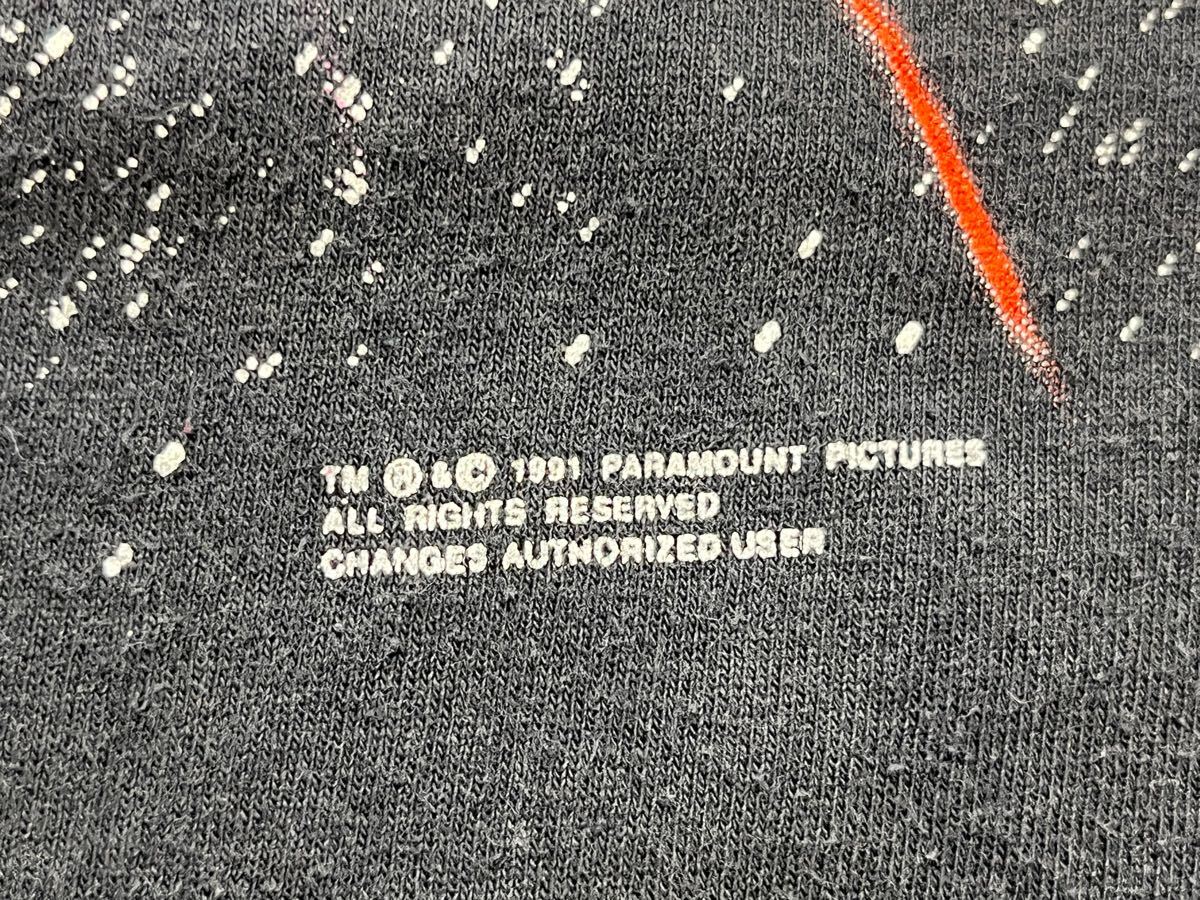 TM ® & © 1991 PARAMOUNT PICTURES
ALL RIGHTS RESERVED
CHANGES AUTHORIZED USER